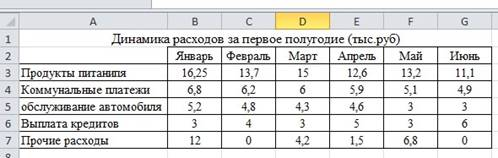 A B C D E F G
1 Динамика расходов за первое полугодие (тыс.руб)
2 Январь Февраль Март Апрель Май Июнь
3 Продукты питанипя 16,25 13,7 15 12,6 13,2 11,1
4 Коммунальные платежи 6,8 6,2 6 5,9 5,1 4,9
5 обслуживание автомобиля 5,2 4,8 4,3 4,6 3 3
6 Выплата кредитов 3 4 3 5 3 6
7 Прочие расходы 12 0 4,2 1,5 6,8 0